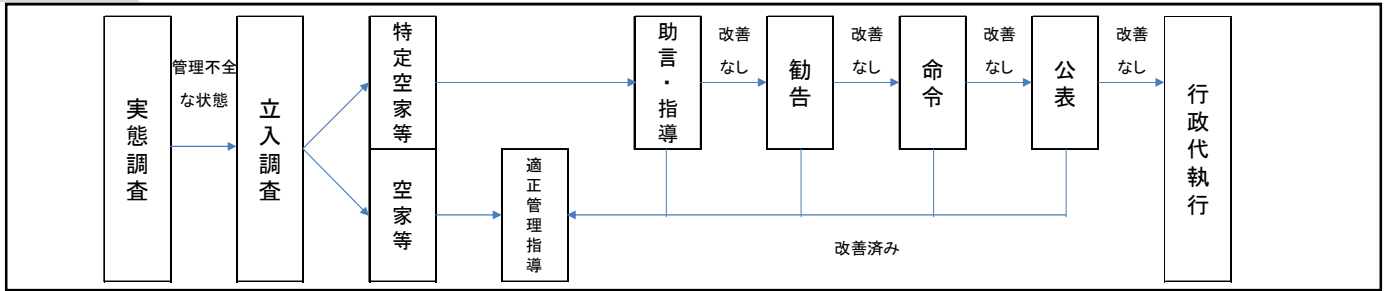 実態調査
管理不全
な状態
立入調査
特定空家等
空家等
適正管理指導
助言・指導
改善
なし
勧告
改善
なし
命令
改善
なし
公表
改善
なし
行政代執行
改善済み